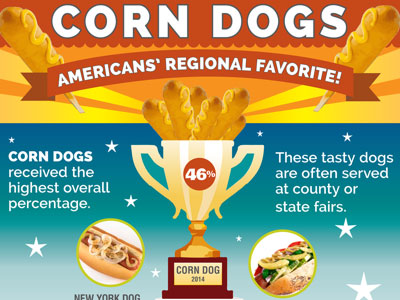 CORN DOGS
AMERICANS' REGIONAL FAVORITE!
CORN DOGS
received the
highest overall
percentage.
46%
These tasty dogs
are often served
at county or
state fairs.
CORN DOG
2014
NEW YORK DOG